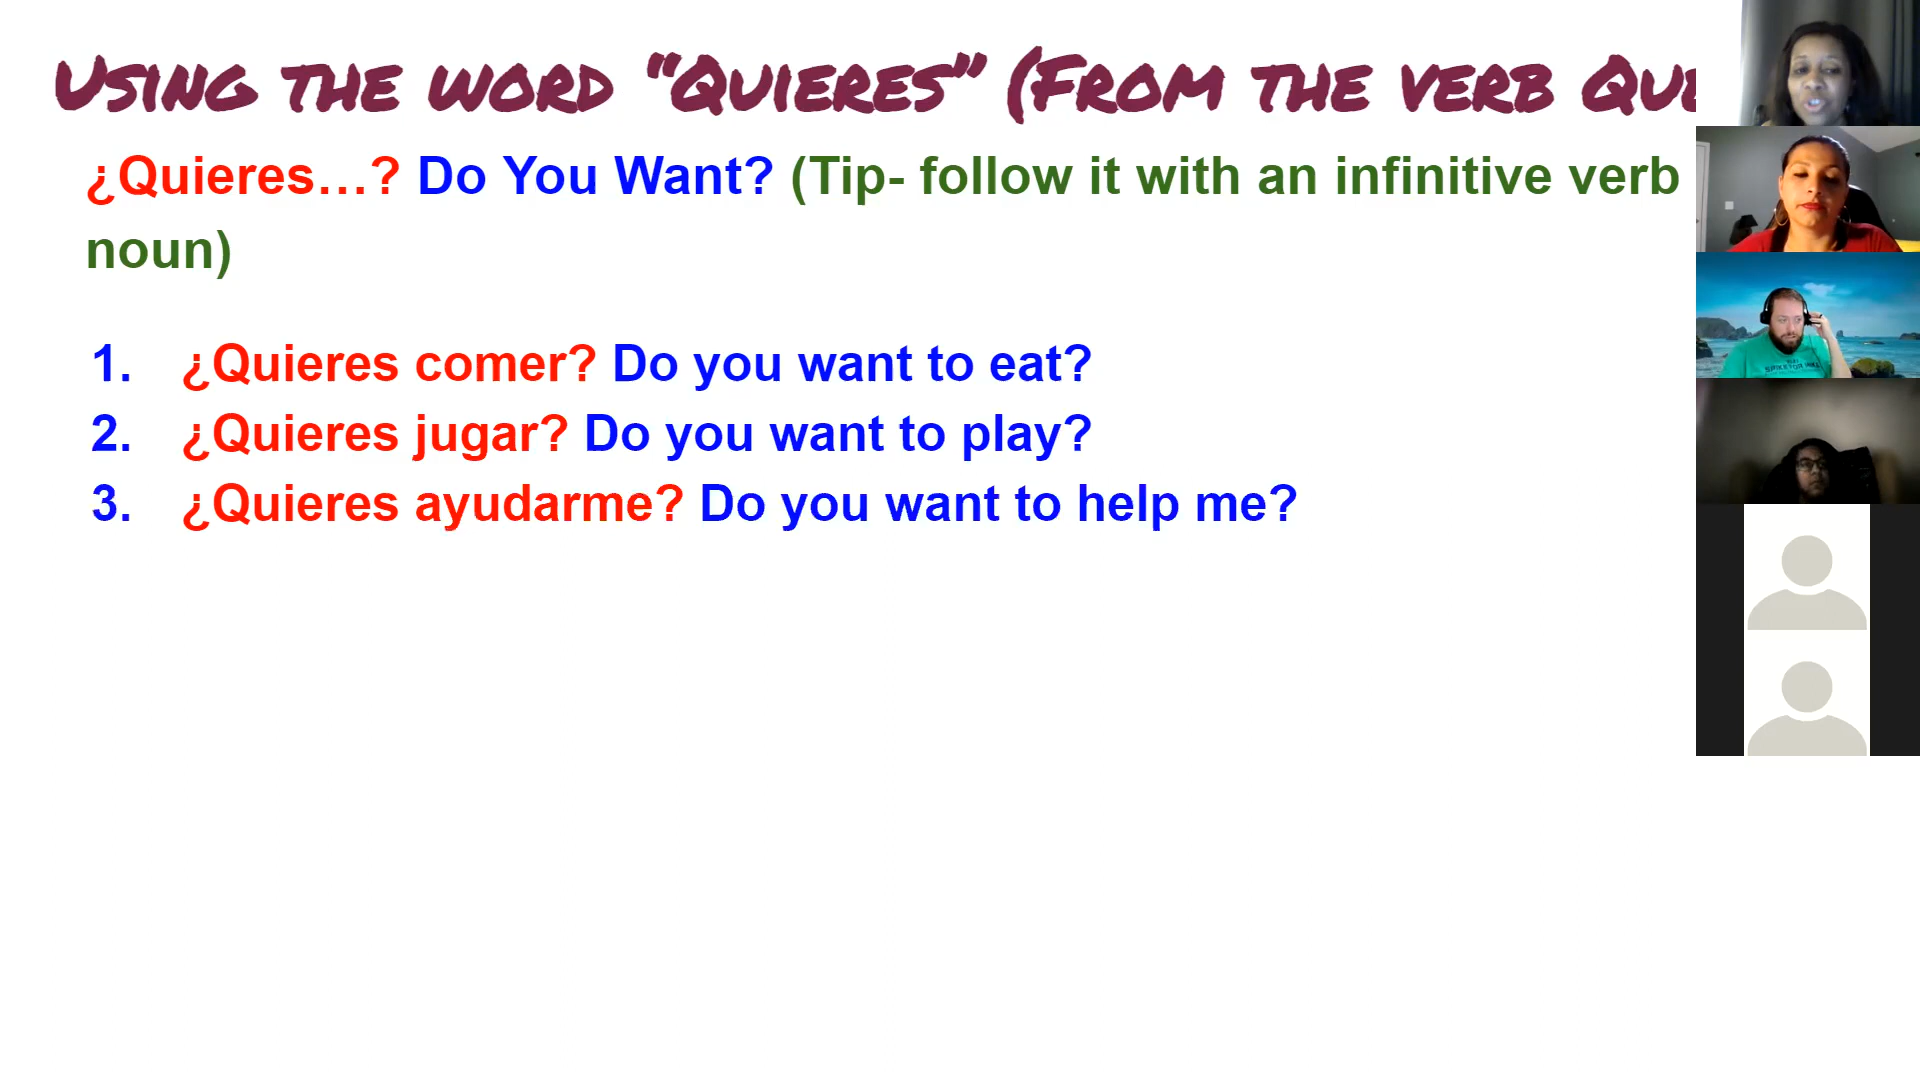 Using the word “Quieres” (From the verb
¿Quieres…? Do You Want? (Tip- follow it with an infinitive verb
noun)
1. ¿Quieres comer? Do you want to eat?
2. ¿Quieres jugar? Do you want to play?
3. ¿Quieres ayudarme? Do you want to help me?